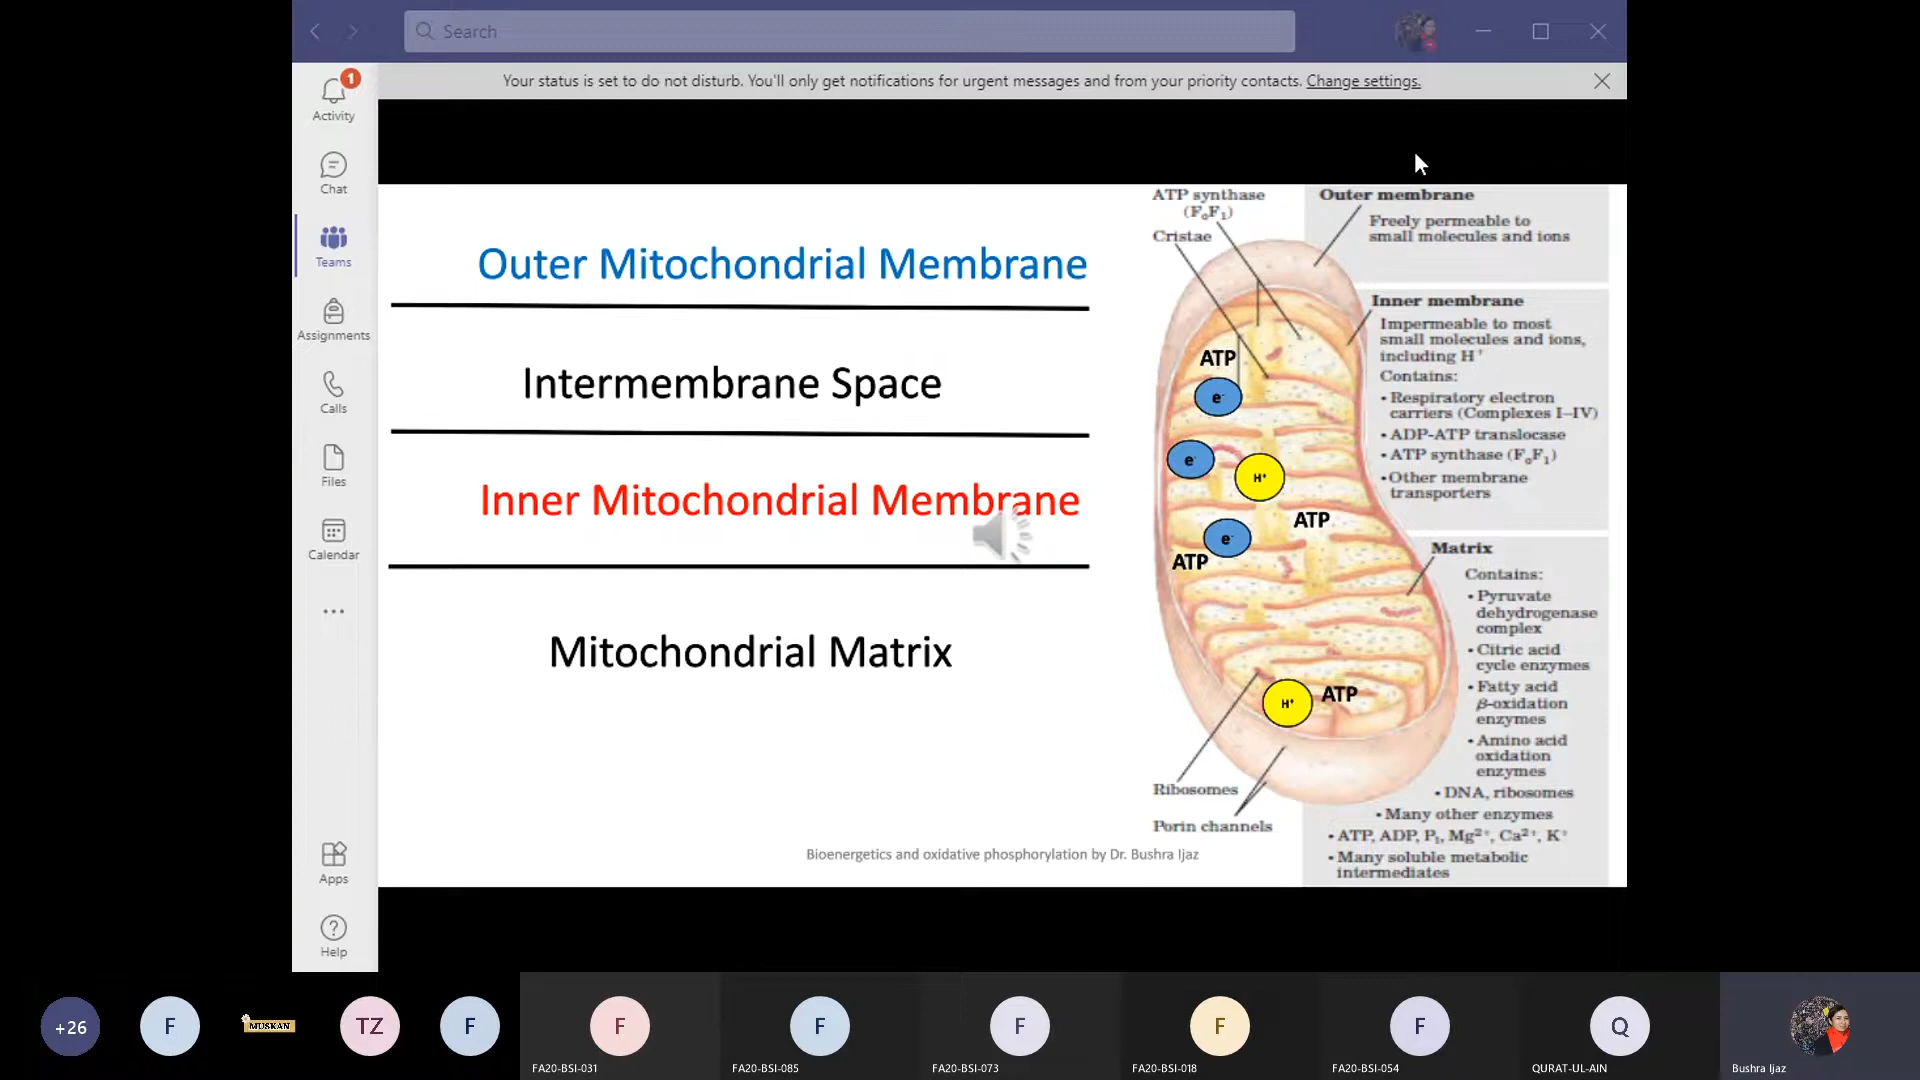 Search
Your status is set to do not disturb. You'll only get notifications for urgent messages and from your priority contacts. Change settings.
1
Activity
Chat
Teams
Assignments
Calls
Files
Calendar
Apps
Help
Outer Mitochondrial Membrane
Intermembrane Space
Inner Mitochondrial Membrane
Mitochondrial Matrix
ATP synthase
(FₒF₁)
Cristae
Outer membrane
Freely permeable to
small molecules and ions
Inner membrane
Impermeable to most
small molecules and ions,
including H⁺
Contains:
• Respiratory electron
carriers (Complexes I–IV)
• ADP-ATP translocase
• ATP synthase (FₒF₁)
• Other membrane
transporters
Matrix
Contains:
• Pyruvate
dehydrogenase
complex
• Citric acid
cycle enzymes
• Fatty acid
β-oxidation
enzymes
• Amino acid
oxidation
enzymes
• DNA, ribosomes
• Many other enzymes
• ATP, ADP, Pᵢ, Mg²⁺, Ca²⁺, K⁺
• Many soluble metabolic
intermediates
ATP
e⁻
e⁻
H⁺
ATP
e⁻
ATP
H⁺
ATP
Ribosomes
Porin channels
Bioenergetics and oxidative phosphorylation by Dr. Bushra Ijaz
+26
F
MUSKAN
TZ
F
F
FA20-BSI-031
F
FA20-BSI-085
F
FA20-BSI-073
F
FA20-BSI-018
F
FA20-BSI-054
Q
QURAT-UL-AIN
Bushra Ijaz